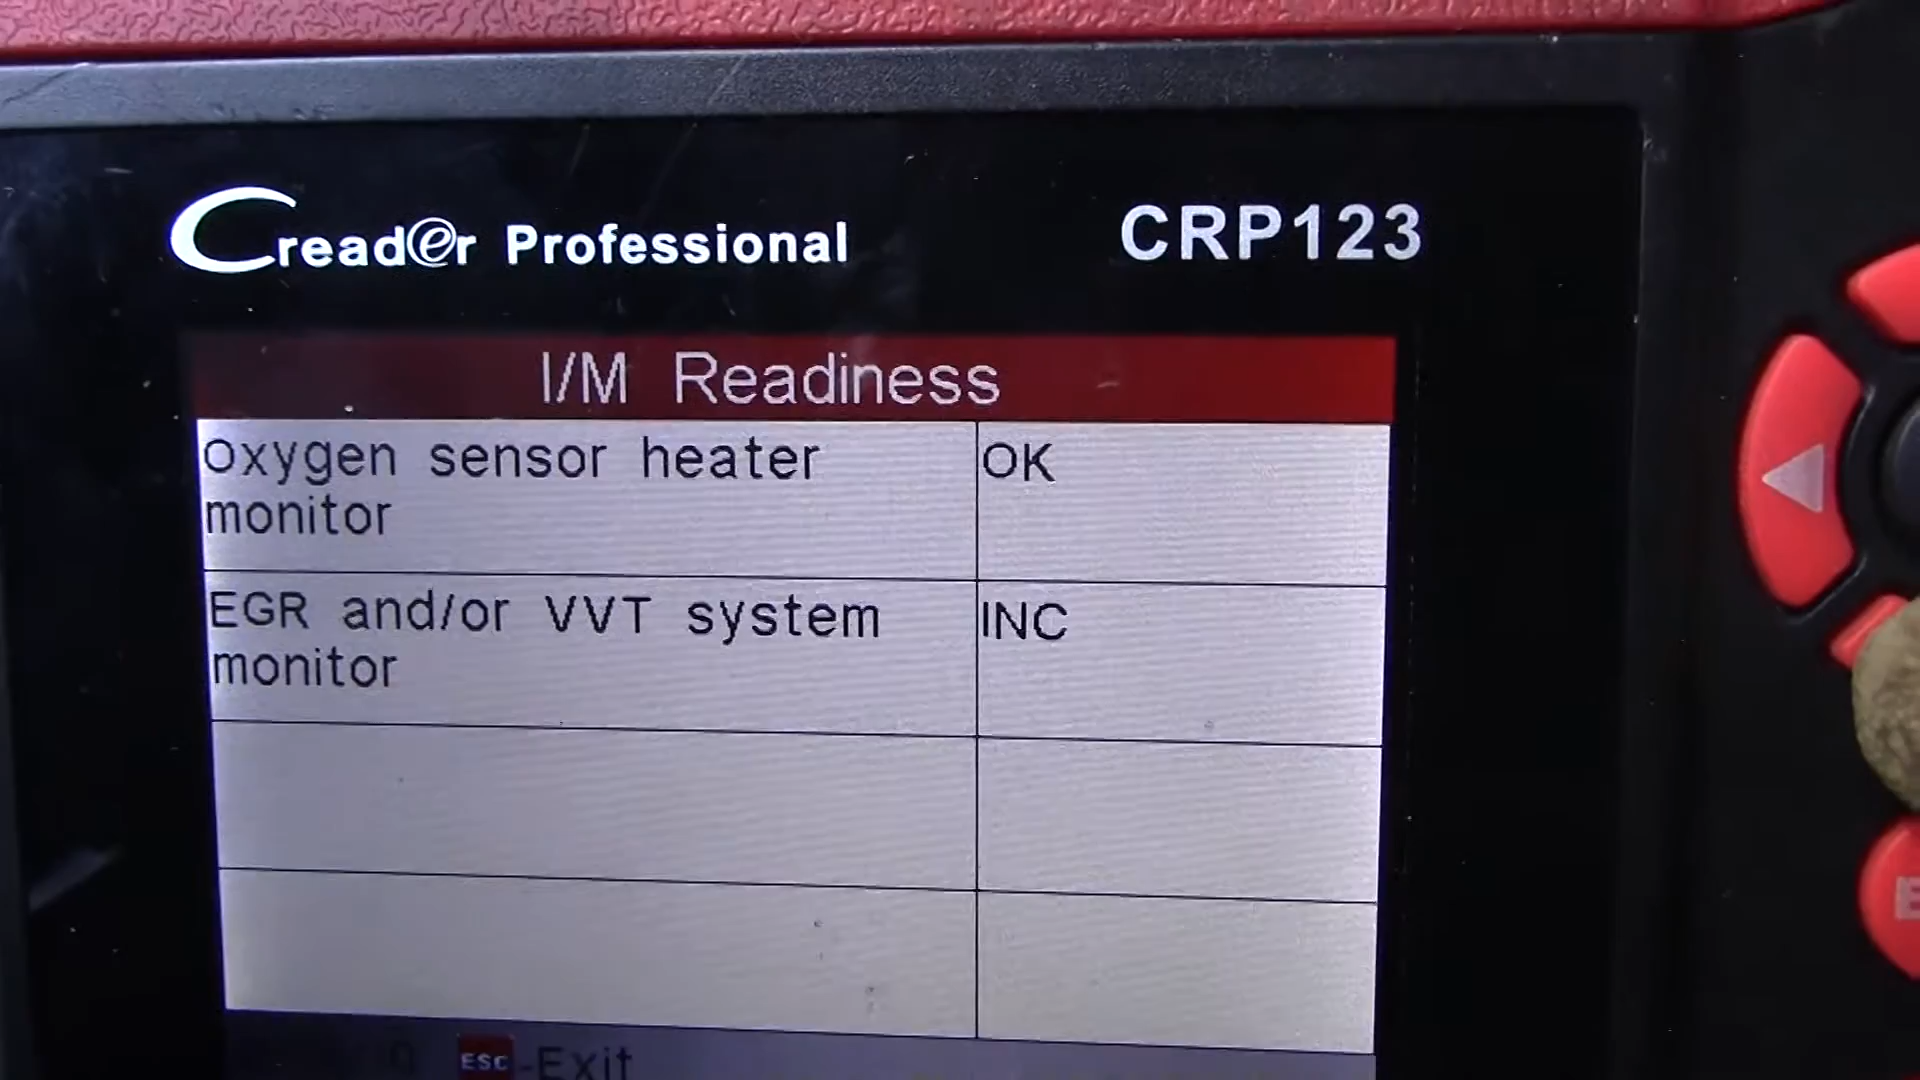 Creader Professional CRP123
I/M Readiness
Oxygen sensor heater
monitor
OK
EGR and/or VVT system
monitor
INC
ESC-Exit